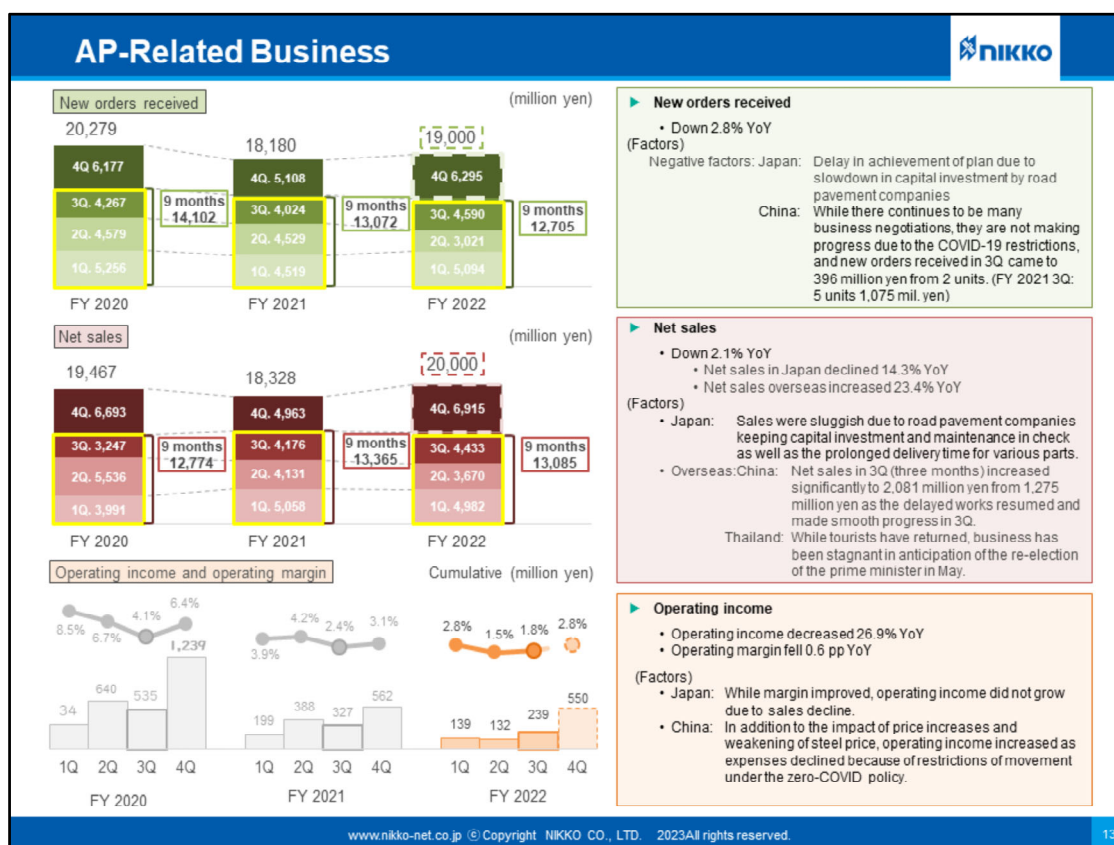 AP-Related Business
NIKKO
New orders received
(million yen)
20,279
18,180
19,000
4Q 6,177
4Q. 5,108
4Q 6,295
3Q. 4,267
9 months
14,102
3Q. 4,024
9 months
13,072
3Q. 4,590
9 months
12,705
2Q. 4,579
2Q. 4,529
2Q. 3,021
1Q. 5,256
1Q. 4,519
1Q. 5,094
FY 2020
FY 2021
FY 2022
Net sales
(million yen)
19,467
18,328
20,000
4Q. 6,693
4Q. 4,963
4Q. 6,915
3Q. 3,247
9 months
12,774
3Q. 4,176
9 months
13,365
3Q. 4,433
9 months
13,085
2Q. 5,536
2Q. 4,131
2Q. 3,670
1Q. 3,991
1Q. 5,058
1Q. 4,982
FY 2020
FY 2021
FY 2022
Operating income and operating margin
Cumulative (million yen)
8.5%
6.7%
4.1%
6.4%
3.9%
4.2%
2.4%
3.1%
2.8%
1.5%
1.8%
2.8%
34
640
535
1,239
199
388
327
562
139
132
239
550
1Q 2Q 3Q 4Q
1Q 2Q 3Q 4Q
1Q 2Q 3Q 4Q
FY 2020
FY 2021
FY 2022
► New orders received
• Down 2.8% YoY
(Factors)
Negative factors: Japan: Delay in achievement of plan due to
slowdown in capital investment by road
pavement companies
China: While there continues to be many
business negotiations, they are not making
progress due to the COVID-19 restrictions,
and new orders received in 3Q came to
396 million yen from 2 units. (FY 2021 3Q:
5 units 1,075 mil. yen)
► Net sales
• Down 2.1% YoY
• Net sales in Japan declined 14.3% YoY
• Net sales overseas increased 23.4% YoY
(Factors)
• Japan: Sales were sluggish due to road pavement companies
keeping capital investment and maintenance in check
as well as the prolonged delivery time for various parts.
• Overseas:China: Net sales in 3Q (three months) increased
significantly to 2,081 million yen from 1,275
million yen as the delayed works resumed and
made smooth progress in 3Q.
Thailand: While tourists have returned, business has
been stagnant in anticipation of the re-election
of the prime minister in May.
► Operating income
• Operating income decreased 26.9% YoY
• Operating margin fell 0.6 pp YoY
(Factors)
• Japan: While margin improved, operating income did not grow
due to sales decline.
• China: In addition to the impact of price increases and
weakening of steel price, operating income increased as
expenses declined because of restrictions of movement
under the zero-COVID policy.
www.nikko-net.co.jp ⓒ Copyright NIKKO CO., LTD. 2023All rights reserved.
13